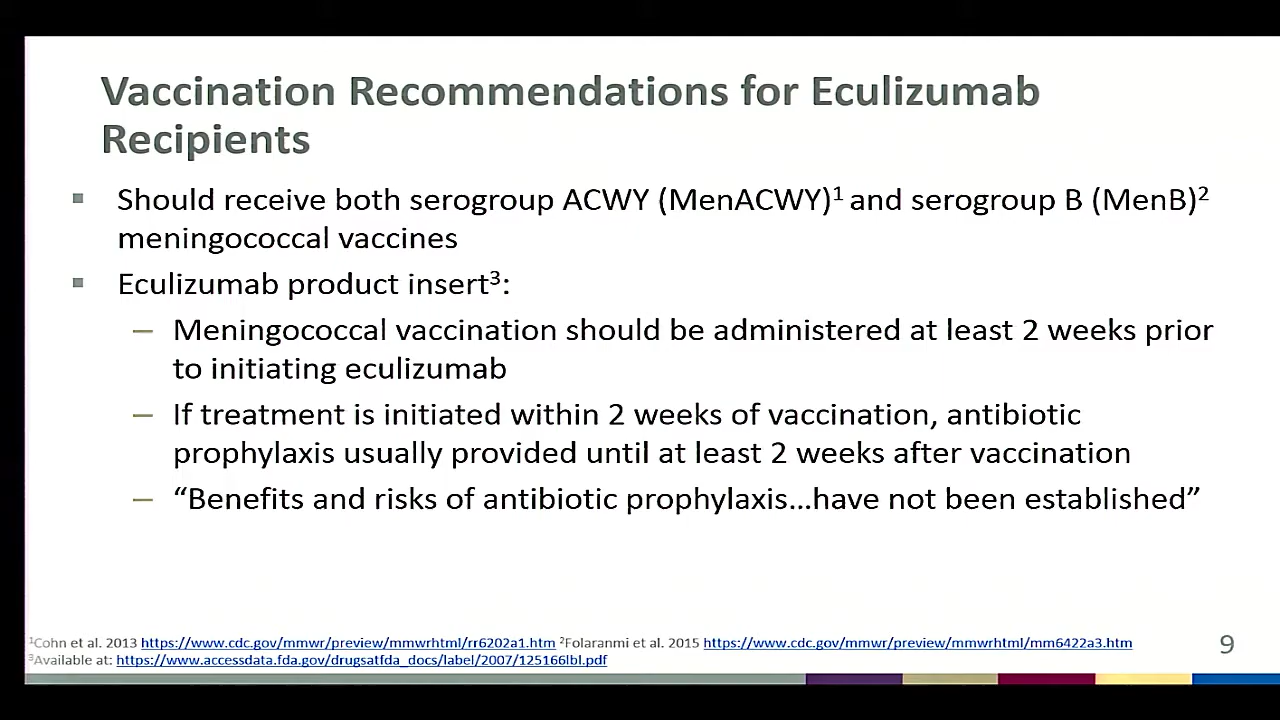 Vaccination Recommendations for Eculizumab
Recipients
▪ Should receive both serogroup ACWY (MenACWY)¹ and serogroup B (MenB)²
meningococcal vaccines
▪ Eculizumab product insert³:
– Meningococcal vaccination should be administered at least 2 weeks prior
to initiating eculizumab
– If treatment is initiated within 2 weeks of vaccination, antibiotic
prophylaxis usually provided until at least 2 weeks after vaccination
– “Benefits and risks of antibiotic prophylaxis…have not been established”
¹Cohn et al. 2013 https://www.cdc.gov/mmwr/preview/mmwrhtml/rr6202a1.htm ²Folaranmi et al. 2015 https://www.cdc.gov/mmwr/preview/mmwrhtml/mm6422a3.htm
³Available at: https://www.accessdata.fda.gov/drugsatfda_docs/label/2007/125166lbl.pdf
9